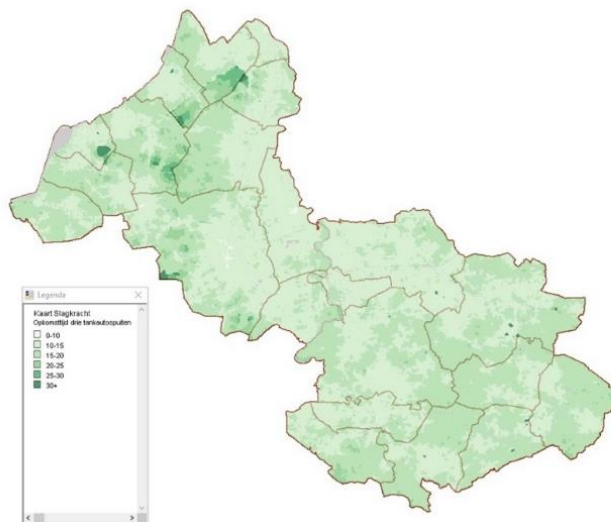 Legenda
Kaart Slagkracht
Opkomsttijd drie tankautospuiten
0-10
10-15
15-20
20-25
25-30
30+